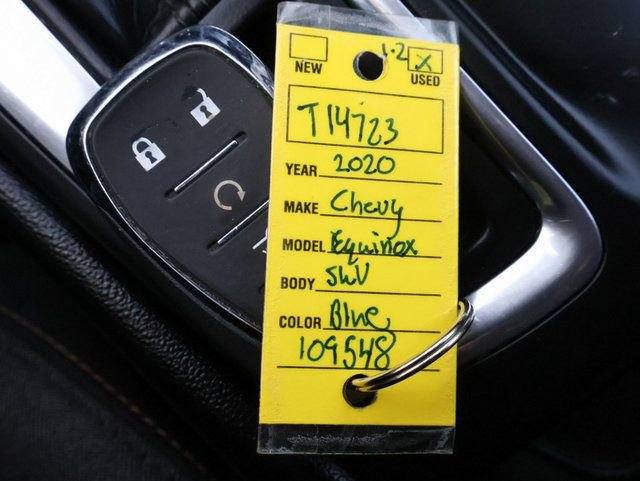 1.2 X
NEW USED
T14723
YEAR 2020
MAKE Chevy
MODEL Equinox
BODY SUV
COLOR Blue
109548